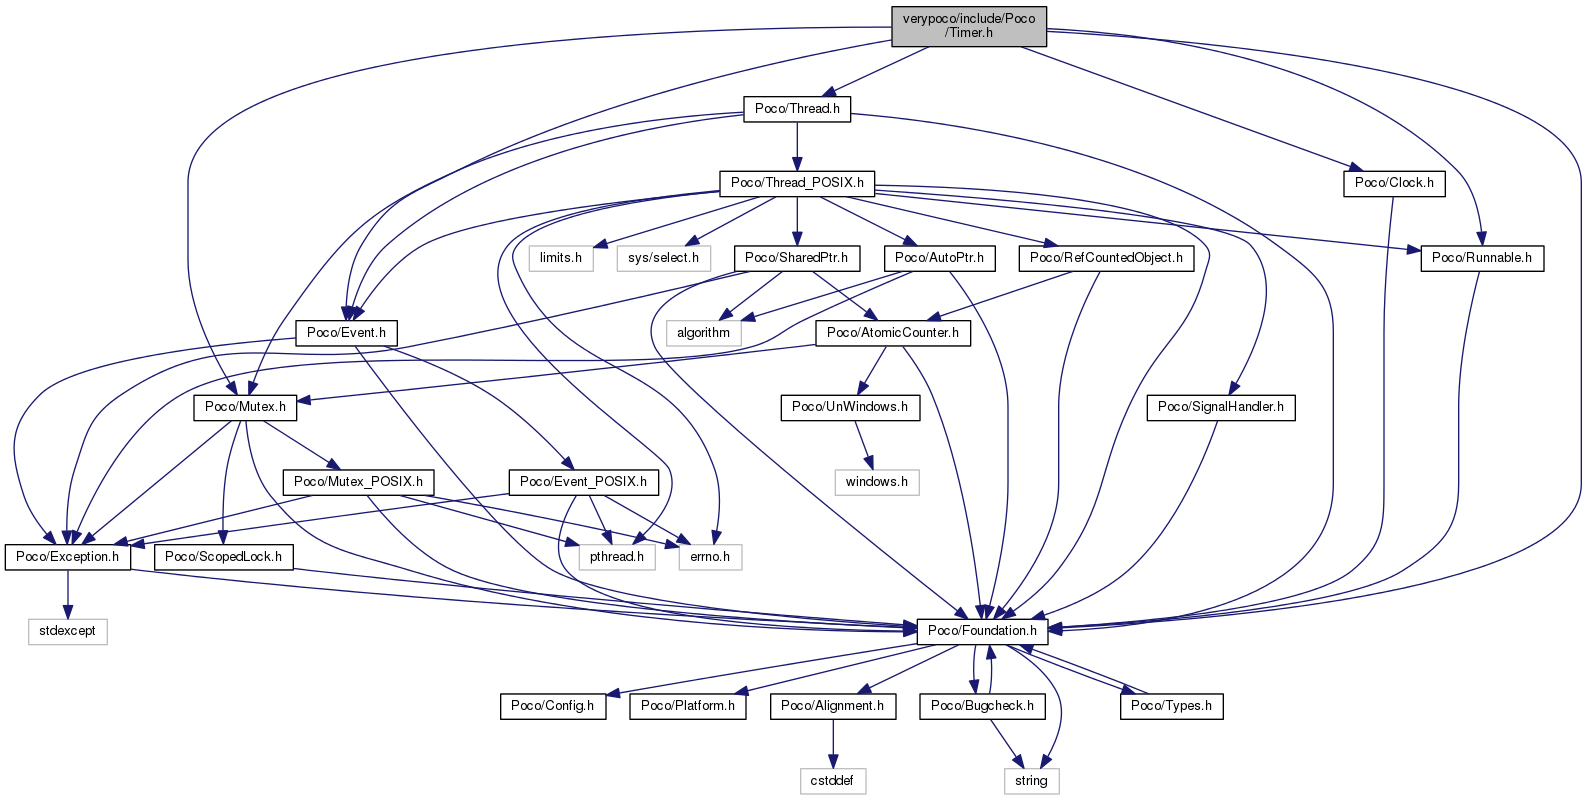 verypoco/include/Poco
/Timer.h
Poco/Thread.h
Poco/Thread_POSIX.h
Poco/Clock.h
limits.h
sys/select.h
Poco/SharedPtr.h
Poco/AutoPtr.h
Poco/RefCountedObject.h
Poco/Runnable.h
Poco/Event.h
algorithm
Poco/AtomicCounter.h
Poco/Mutex.h
Poco/UnWindows.h
Poco/SignalHandler.h
Poco/Mutex_POSIX.h
Poco/Event_POSIX.h
windows.h
Poco/Exception.h
Poco/ScopedLock.h
pthread.h
errno.h
stdexcept
Poco/Foundation.h
Poco/Config.h
Poco/Platform.h
Poco/Alignment.h
Poco/Bugcheck.h
Poco/Types.h
cstddef
string